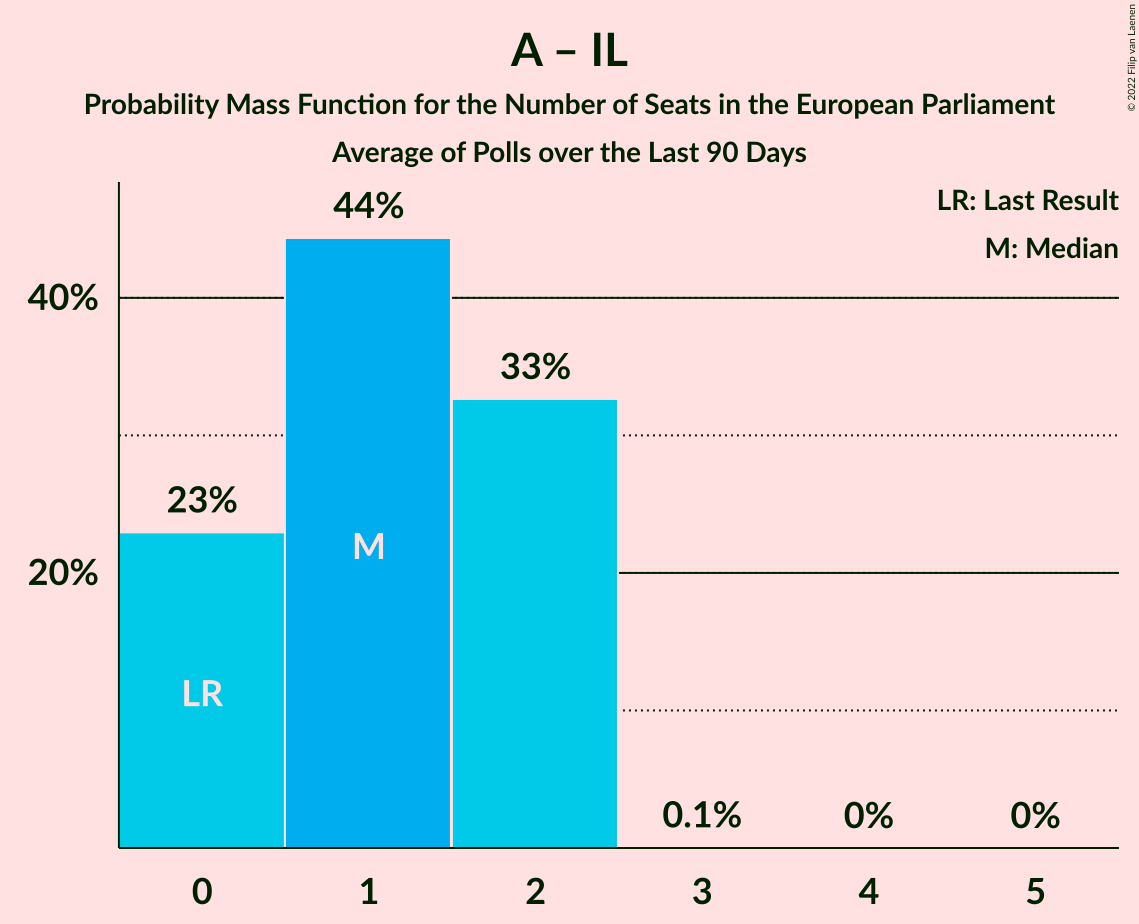 A – IL
Probability Mass Function for the Number of Seats in the European Parliament
Average of Polls over the Last 90 Days
© 2022 Filip van Laenen
LR: Last Result
M: Median
40%
20%
23%
44%
33%
0.1%
0%
0%
LR
M
0
1
2
3
4
5